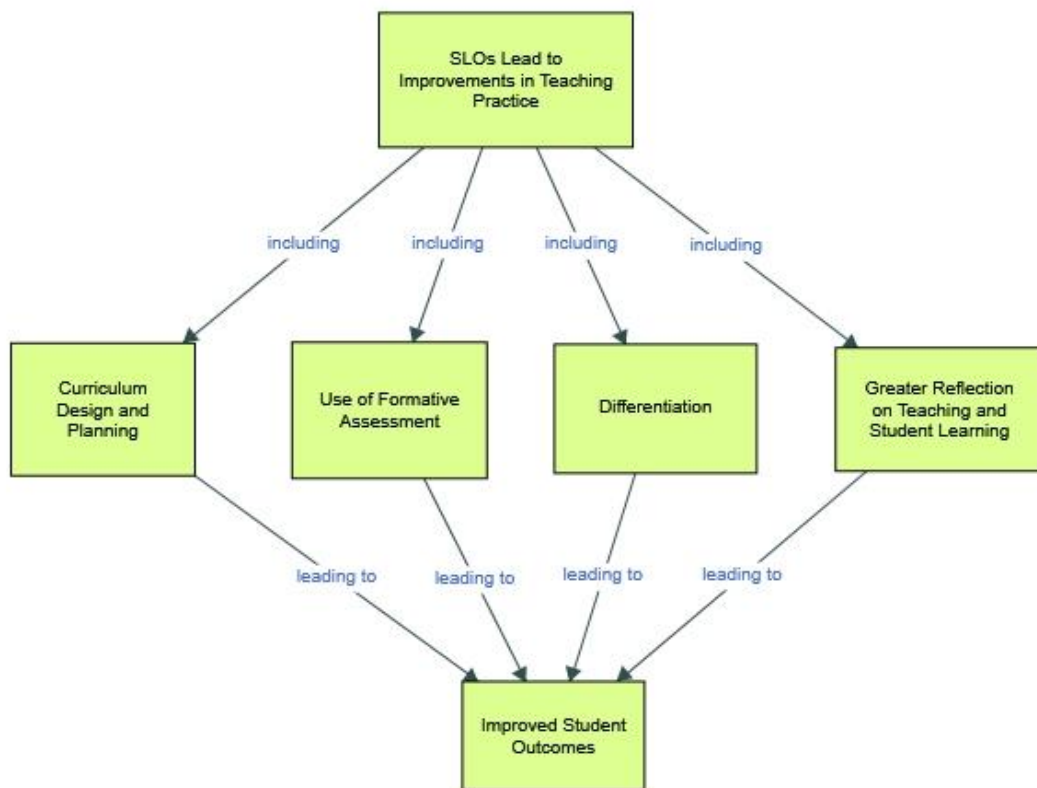 SLOs Lead to
Improvements in Teaching
Practice
including
including
including
including
Curriculum
Design and
Planning
Use of Formative
Assessment
Differentiation
Greater Reflection
on Teaching and
Student Learning
leading to
leading to
leading to
leading to
Improved Student
Outcomes